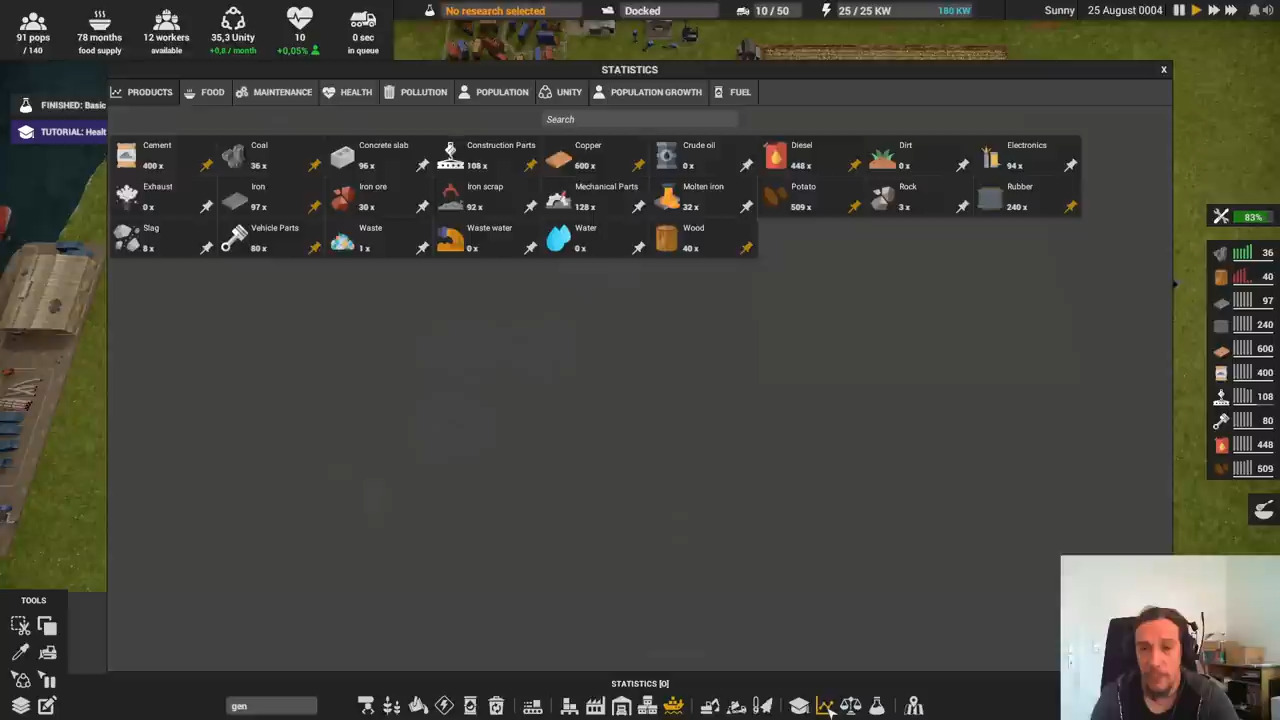 No research selected
Docked
10 / 50
25 / 25 KW
180 KW
Sunny
25 August 0004
91 pops
/ 140
78 months
food supply
12 workers
available
35,3 Unity
+0,8 / month
10
+0,05%
0 sec
in queue
STATISTICS
X
PRODUCTS
FOOD
MAINTENANCE
HEALTH
POLLUTION
POPULATION
UNITY
POPULATION GROWTH
FUEL
FINISHED: Basic
TUTORIAL: Healt
Search
Cement
400 x
Coal
36 x
Concrete slab
96 x
Construction Parts
108 x
Copper
600 x
Crude oil
0 x
Diesel
448 x
Dirt
0 x
Electronics
94 x
Exhaust
0 x
Iron
97 x
Iron ore
30 x
Iron scrap
92 x
Mechanical Parts
128 x
Molten iron
32 x
Potato
509 x
Rock
3 x
Rubber
240 x
Slag
8 x
Vehicle Parts
80 x
Waste
1 x
Waste water
0 x
Water
0 x
Wood
40 x
83%
36
40
97
240
600
400
108
80
448
509
TOOLS
STATISTICS [O]
gen